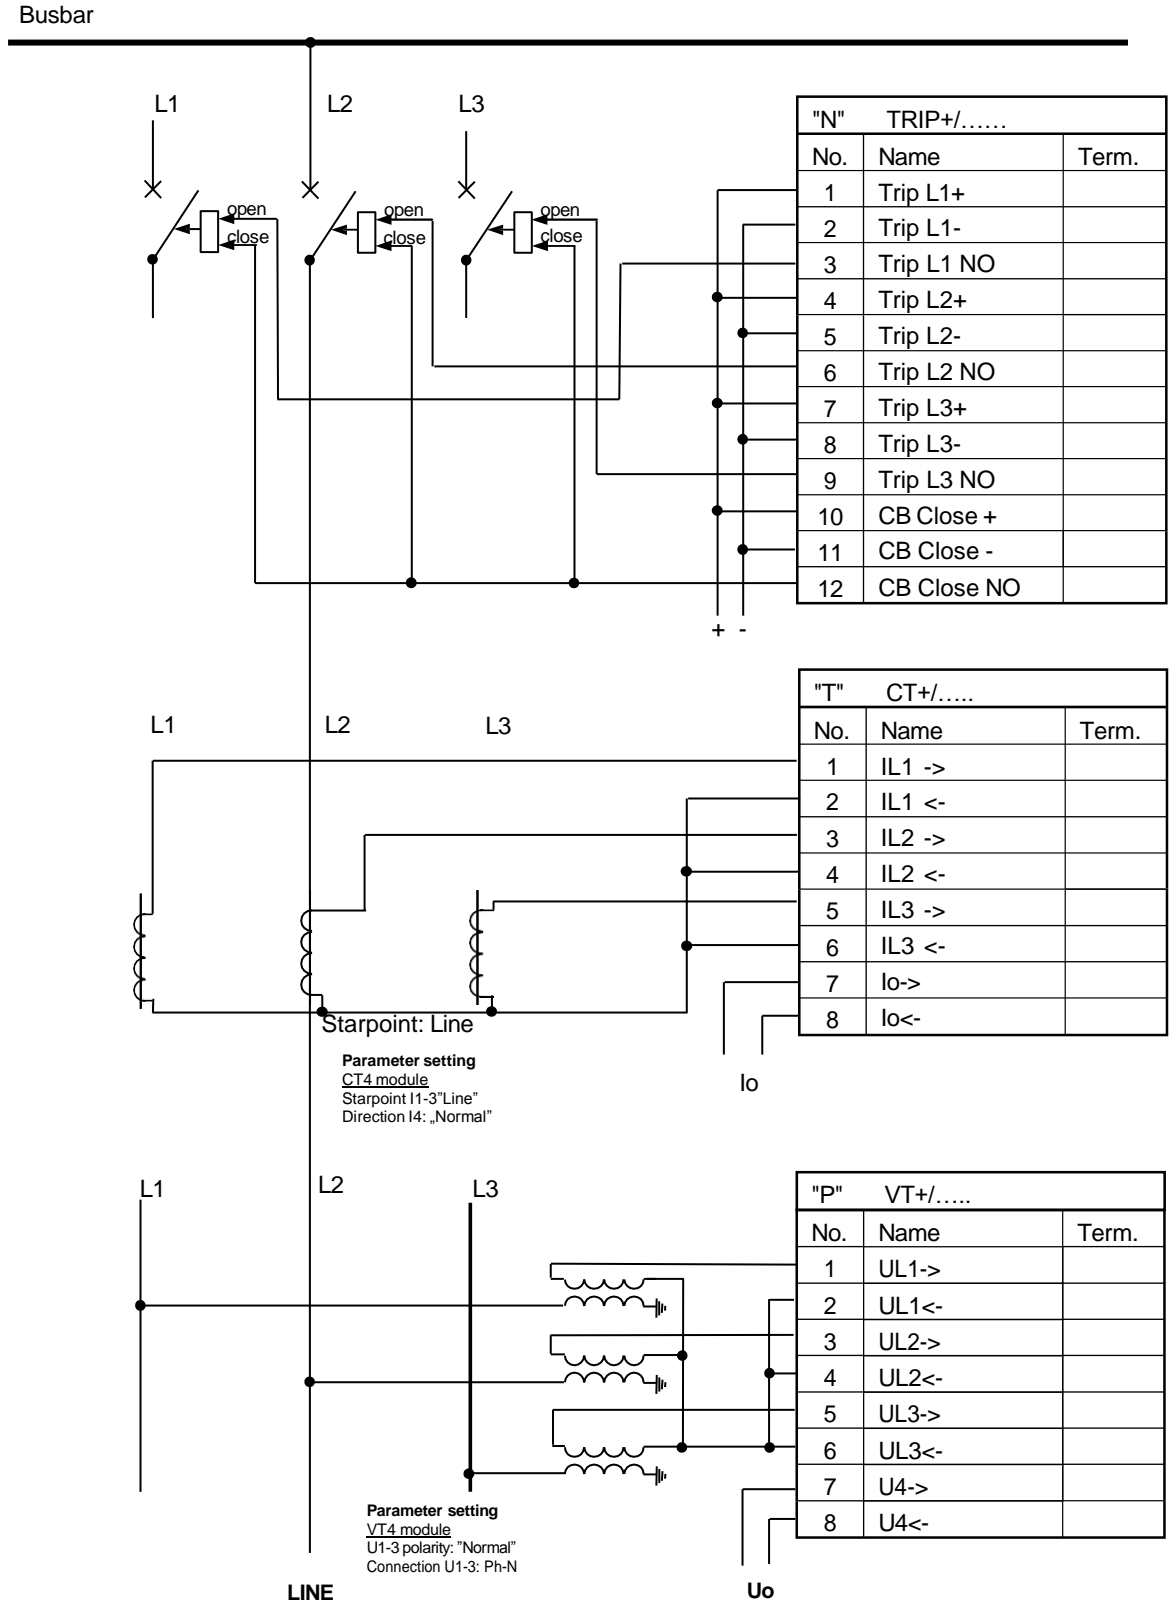 Busbar
L1 L2 L3
"N" TRIP+/……
No. Name Term.
1 Trip L1+
2 Trip L1-
3 Trip L1 NO
4 Trip L2+
5 Trip L2-
6 Trip L2 NO
7 Trip L3+
8 Trip L3-
9 Trip L3 NO
10 CB Close +
11 CB Close -
12 CB Close NO
open open open
close close close
+ -
L1 L2 L3
"T" CT+/…..
No. Name Term.
1 IL1 ->
2 IL1 <-
3 IL2 ->
4 IL2 <-
5 IL3 ->
6 IL3 <-
7 Io->
8 Io<-
Starpoint: Line
Parameter setting
CT4 module
Starpoint I1-3”Line”
Direction I4: „Normal”
Io
L1 L2 L3
"P" VT+/…..
No. Name Term.
1 UL1->
2 UL1<-
3 UL2->
4 UL2<-
5 UL3->
6 UL3<-
7 U4->
8 U4<-
Parameter setting
VT4 module
U1-3 polarity: ”Normal”
Connection U1-3: Ph-N
LINE
Uo